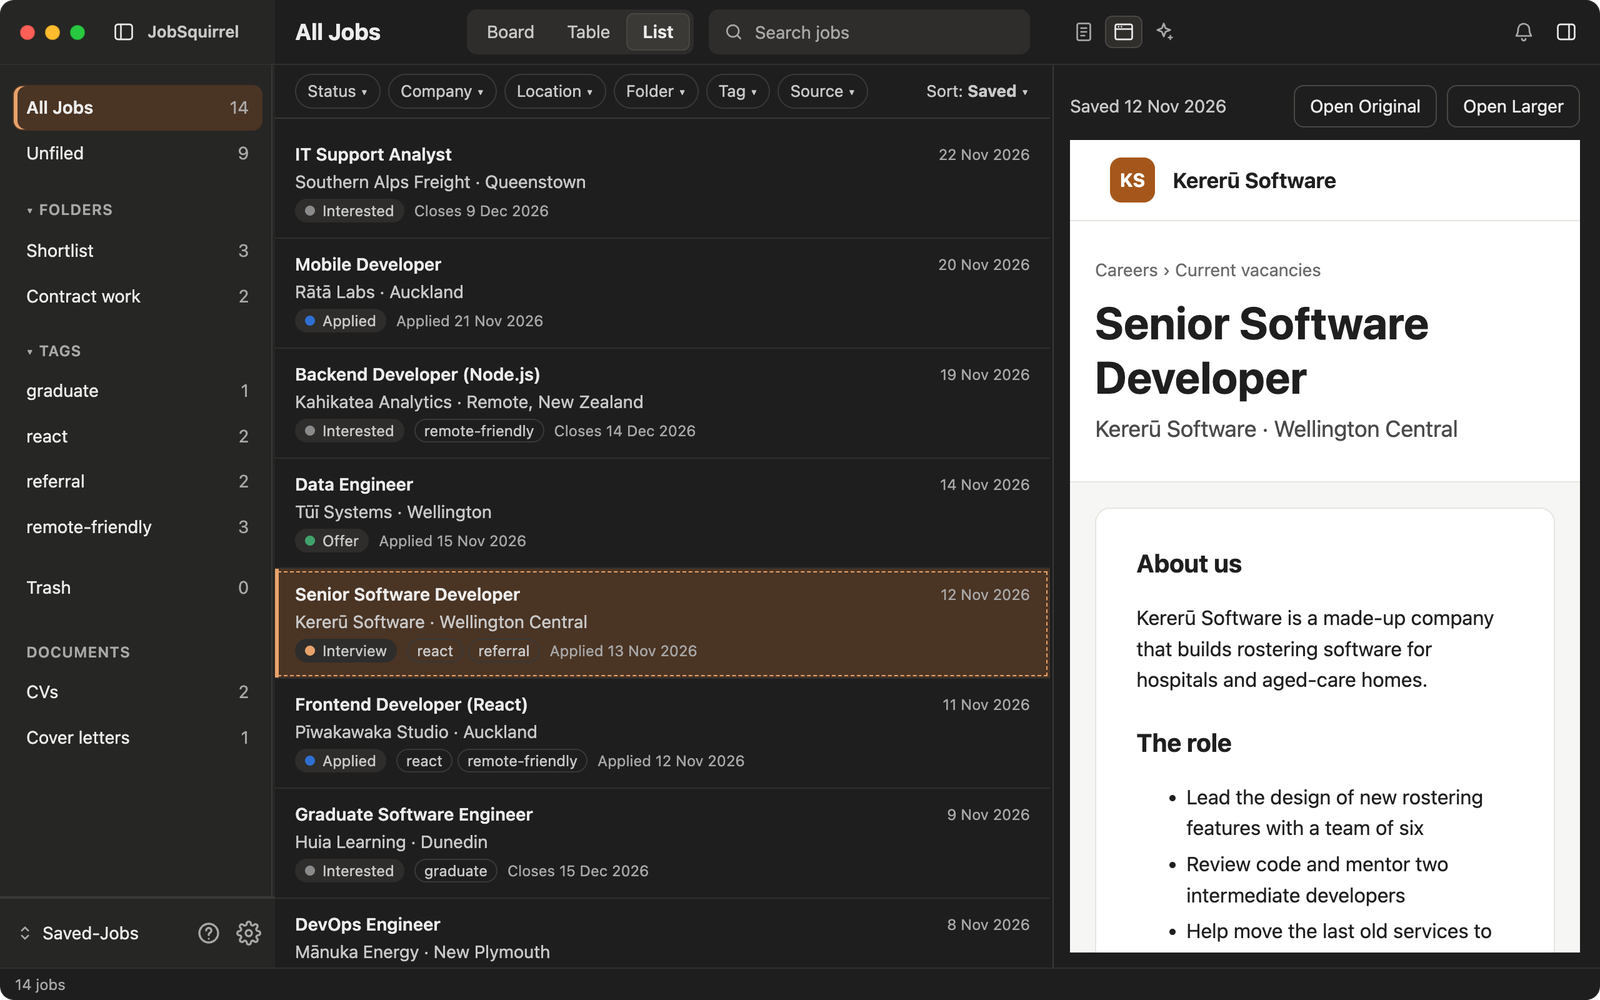 JobSquirrel
All Jobs
Board
Table
List
Search jobs
All Jobs 14
Unfiled 9
FOLDERS
Shortlist 3
Contract work 2
TAGS
graduate 1
react 2
referral 2
remote-friendly 3
Trash 0
DOCUMENTS
CVs 2
Cover letters 1
Saved-Jobs
14 jobs
Status
Company
Location
Folder
Tag
Source
Sort: Saved
IT Support Analyst 22 Nov 2026
Southern Alps Freight · Queenstown
Interested Closes 9 Dec 2026
Mobile Developer 20 Nov 2026
Rātā Labs · Auckland
Applied Applied 21 Nov 2026
Backend Developer (Node.js) 19 Nov 2026
Kahikatea Analytics · Remote, New Zealand
Interested remote-friendly Closes 14 Dec 2026
Data Engineer 14 Nov 2026
Tūī Systems · Wellington
Offer Applied 15 Nov 2026
Senior Software Developer 12 Nov 2026
Kererū Software · Wellington Central
Interview react referral Applied 13 Nov 2026
Frontend Developer (React) 11 Nov 2026
Pīwakawaka Studio · Auckland
Applied react remote-friendly Applied 12 Nov 2026
Graduate Software Engineer 9 Nov 2026
Huia Learning · Dunedin
Interested graduate Closes 15 Dec 2026
DevOps Engineer 8 Nov 2026
Mānuka Energy · New Plymouth
Saved 12 Nov 2026
Open Original
Open Larger
KS
Kererū Software
Careers › Current vacancies
Senior Software
Developer
Kererū Software · Wellington Central
About us
Kererū Software is a made-up company
that builds rostering software for
hospitals and aged-care homes.
The role
• Lead the design of new rostering
features with a team of six
• Review code and mentor two
intermediate developers
• Help move the last old services to